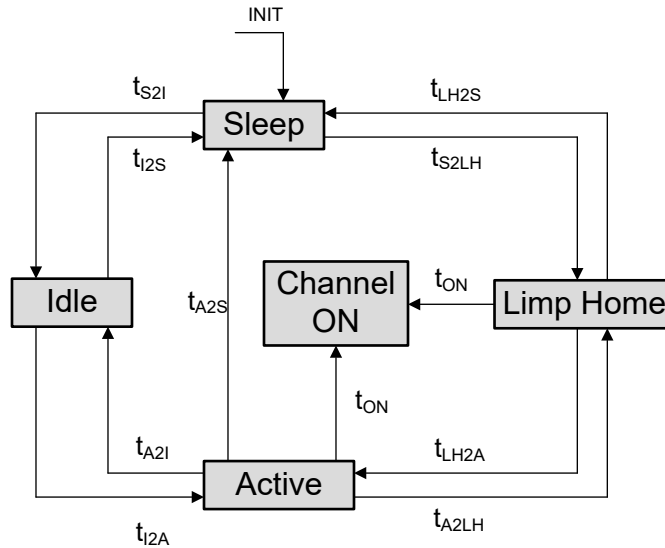 INIT
tS2I
tLH2S
Sleep
tI2S
tS2LH
Idle
tA2S
Channel
ON
tON
Limp Home
tON
tA2I
tLH2A
Active
tI2A
tA2LH